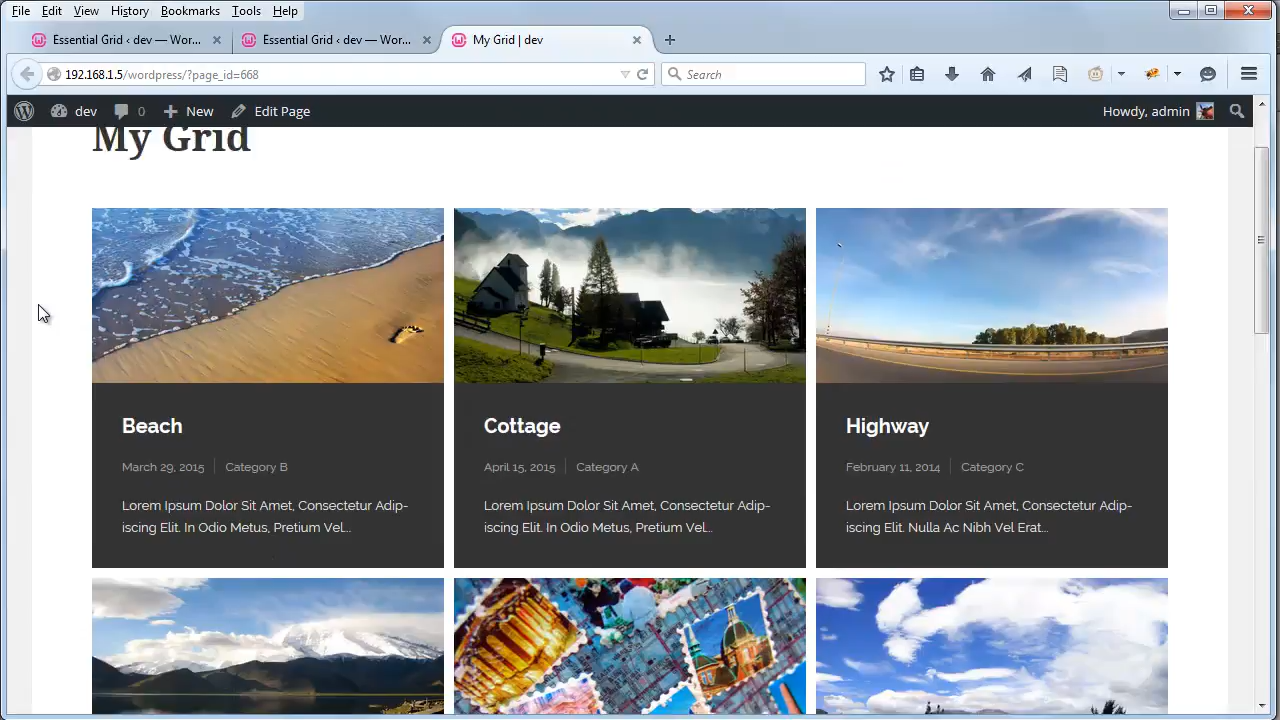 File Edit View History Bookmarks Tools Help
Essential Grid ‹ dev — Wor...
Essential Grid ‹ dev — Wor...
My Grid | dev
192.168.1.5/wordpress/?page_id=668
Search
dev 0 New Edit Page Howdy, admin
My Grid
Beach
March 29, 2015 Category B
Lorem Ipsum Dolor Sit Amet, Consectetur Adip-
iscing Elit. In Odio Metus, Pretium Vel...
Cottage
April 15, 2015 Category A
Lorem Ipsum Dolor Sit Amet, Consectetur Adip-
iscing Elit. In Odio Metus, Pretium Vel...
Highway
February 11, 2014 Category C
Lorem Ipsum Dolor Sit Amet, Consectetur Adip-
iscing Elit. Nulla Ac Nibh Vel Erat...